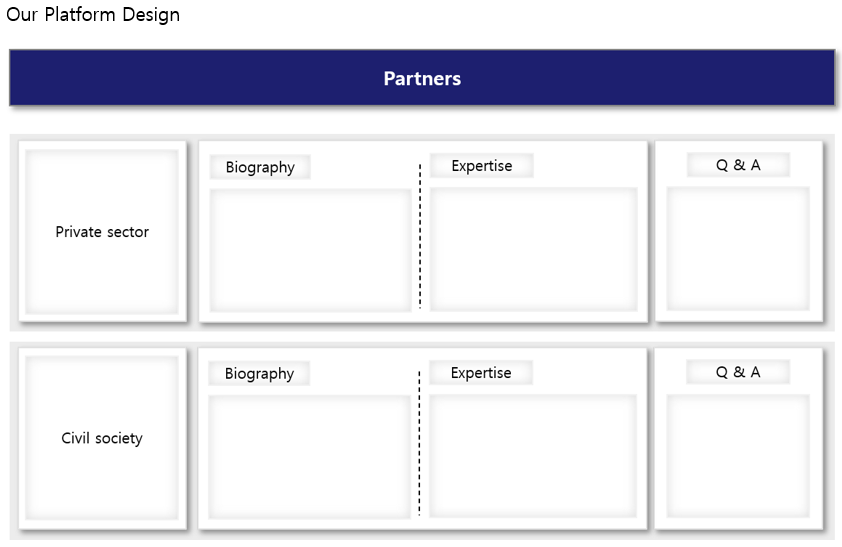 Our Platform Design
Partners
Biography
Expertise
Q & A
Private sector
Biography
Expertise
Q & A
Civil society